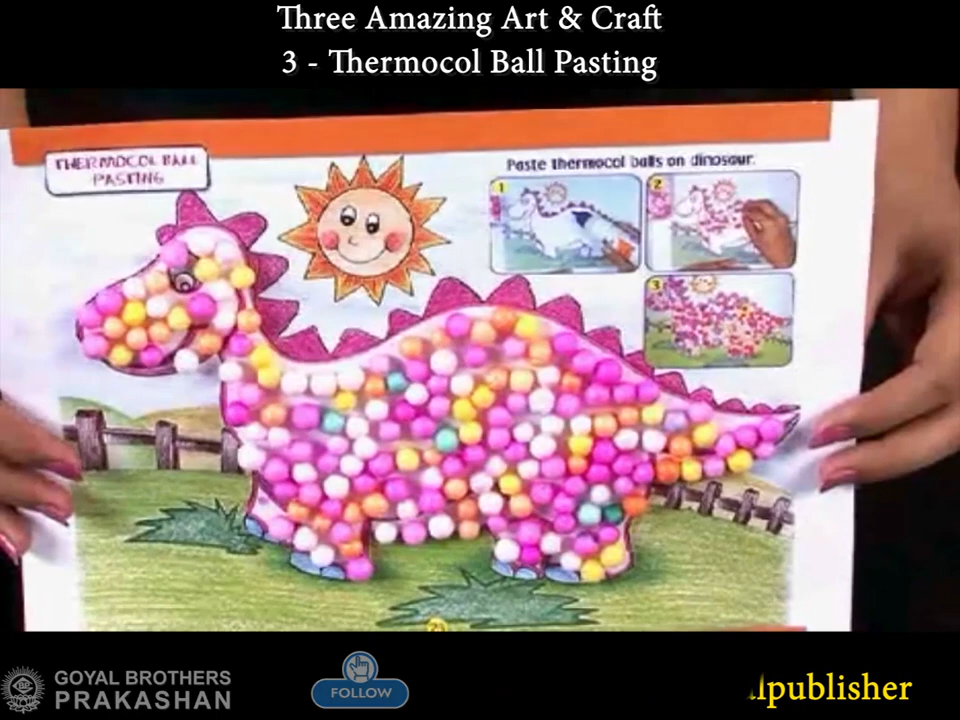 Three Amazing Art & Craft
3 - Thermocol Ball Pasting
THERMOCOL BALL
PASTING
Paste thermocol balls on dinosaur.
1
2
3
GOYAL BROTHERS
PRAKASHAN
FOLLOW
lpublisher